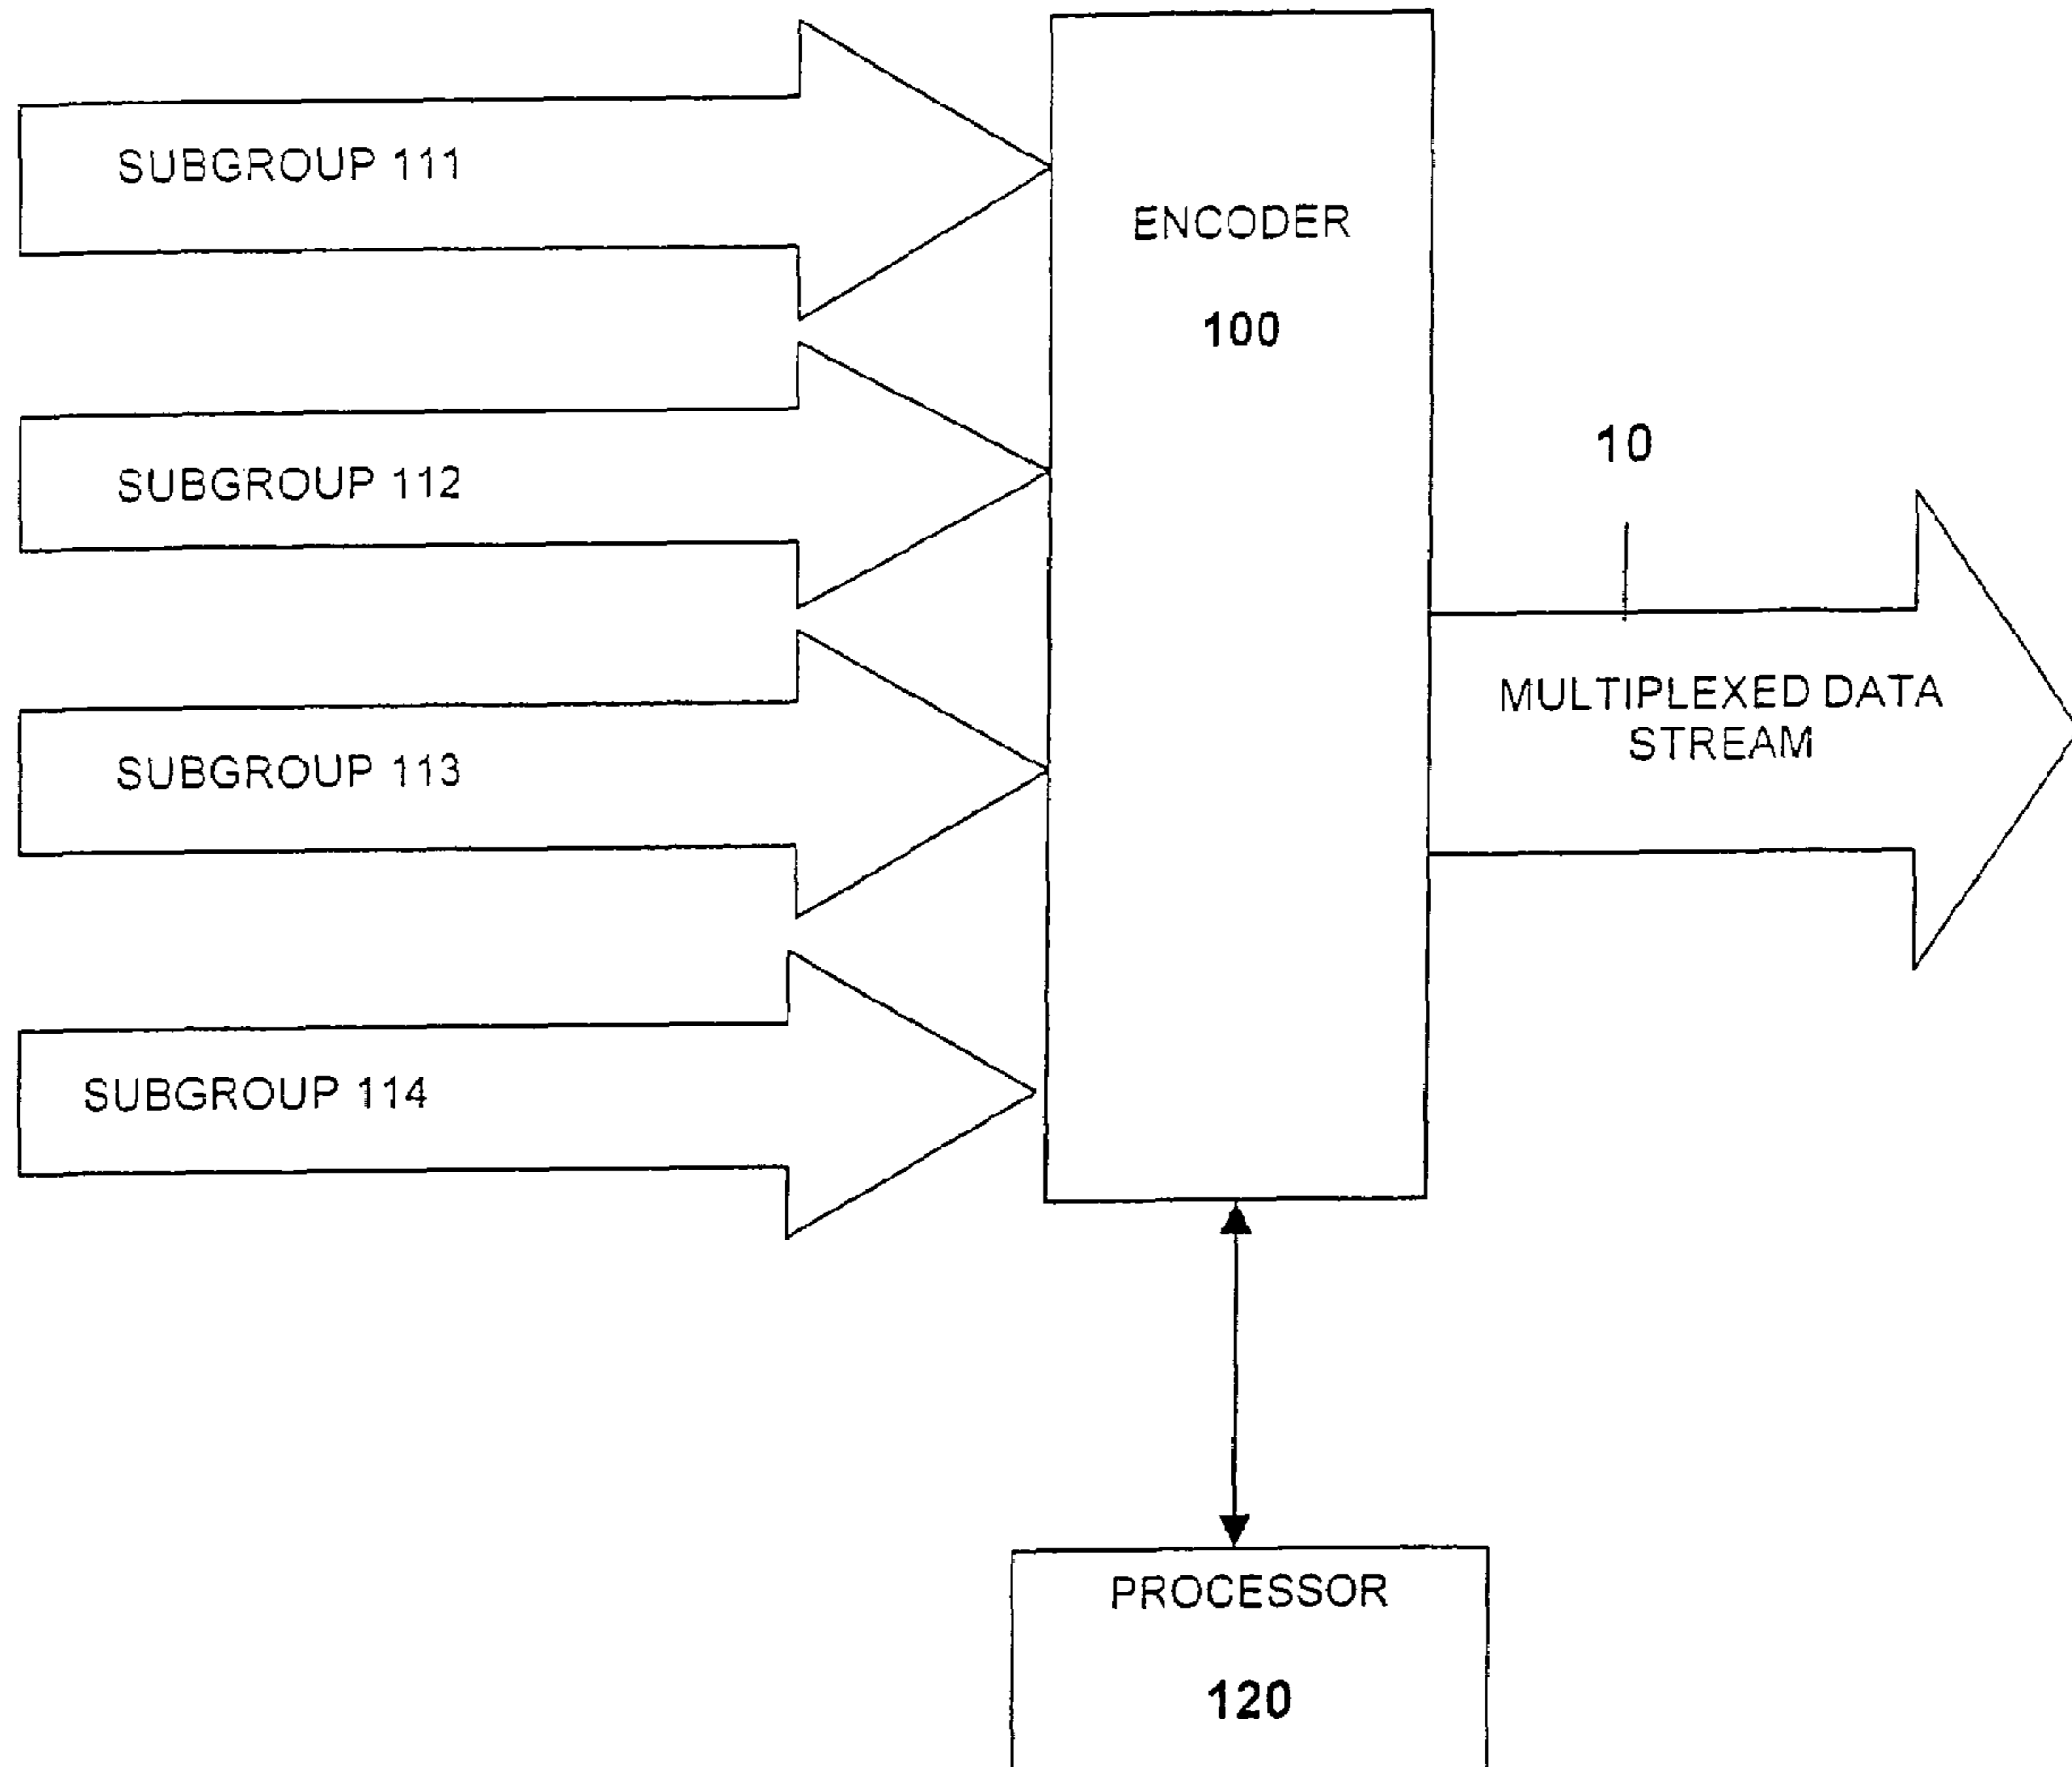 SUBGROUP 111
ENCODER
100
SUBGROUP 112
10
SUBGROUP 113
MULTIPLEXED DATA
STREAM
SUBGROUP 114
PROCESSOR
120